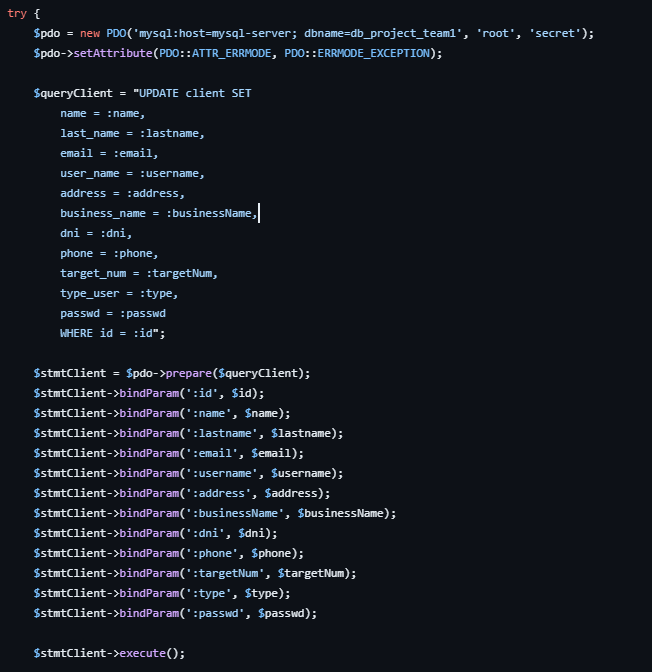 try {
    $pdo = new PDO('mysql:host=mysql-server; dbname=db_project_team1', 'root', 'secret');
    $pdo->setAttribute(PDO::ATTR_ERRMODE, PDO::ERRMODE_EXCEPTION);

    $queryClient = "UPDATE client SET
        name = :name,
        last_name = :lastname,
        email = :email,
        user_name = :username,
        address = :address,
        business_name = :businessName,
        dni = :dni,
        phone = :phone,
        target_num = :targetNum,
        type_user = :type,
        passwd = :passwd
        WHERE id = :id";

    $stmtClient = $pdo->prepare($queryClient);
    $stmtClient->bindParam(':id', $id);
    $stmtClient->bindParam(':name', $name);
    $stmtClient->bindParam(':lastname', $lastname);
    $stmtClient->bindParam(':email', $email);
    $stmtClient->bindParam(':username', $username);
    $stmtClient->bindParam(':address', $address);
    $stmtClient->bindParam(':businessName', $businessName);
    $stmtClient->bindParam(':dni', $dni);
    $stmtClient->bindParam(':phone', $phone);
    $stmtClient->bindParam(':targetNum', $targetNum);
    $stmtClient->bindParam(':type', $type);
    $stmtClient->bindParam(':passwd', $passwd);

    $stmtClient->execute();